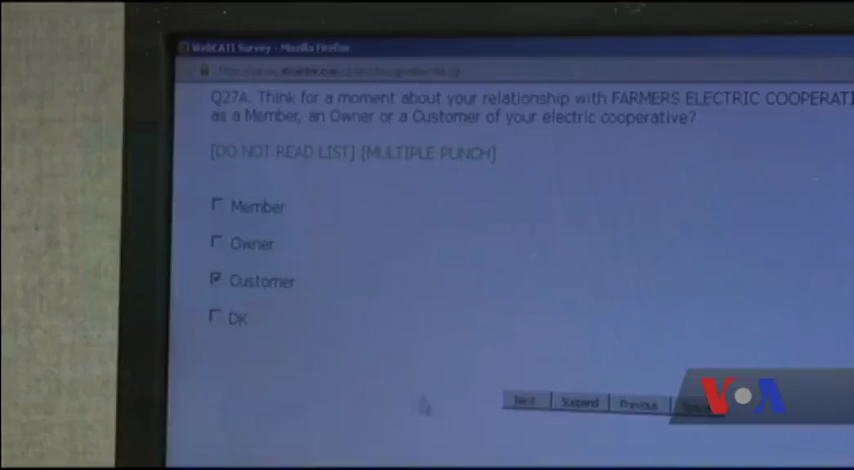 WebCATI Survey - Mozilla Firefox
Q27A. Think for a moment about your relationship with FARMERS ELECTRIC COOPERATI
as a Member, an Owner or a Customer of your electric cooperative?
[DO NOT READ LIST] [MULTIPLE PUNCH]
Member
Owner
Customer
DK
Next Suspend Previous
VOA